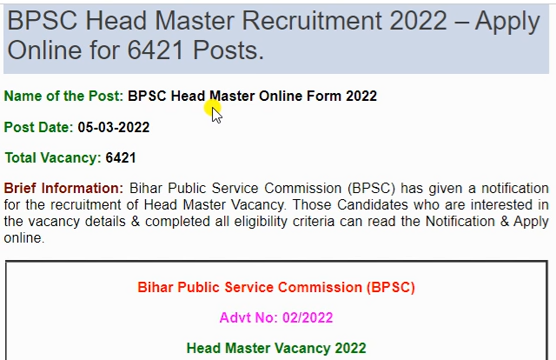 BPSC Head Master Recruitment 2022 – Apply
Online for 6421 Posts.
Name of the Post: BPSC Head Master Online Form 2022
Post Date: 05-03-2022
Total Vacancy: 6421
Brief Information: Bihar Public Service Commission (BPSC) has given a notification
for the recruitment of Head Master Vacancy. Those Candidates who are interested in
the vacancy details & completed all eligibility criteria can read the Notification & Apply
online.
Bihar Public Service Commission (BPSC)
Advt No: 02/2022
Head Master Vacancy 2022